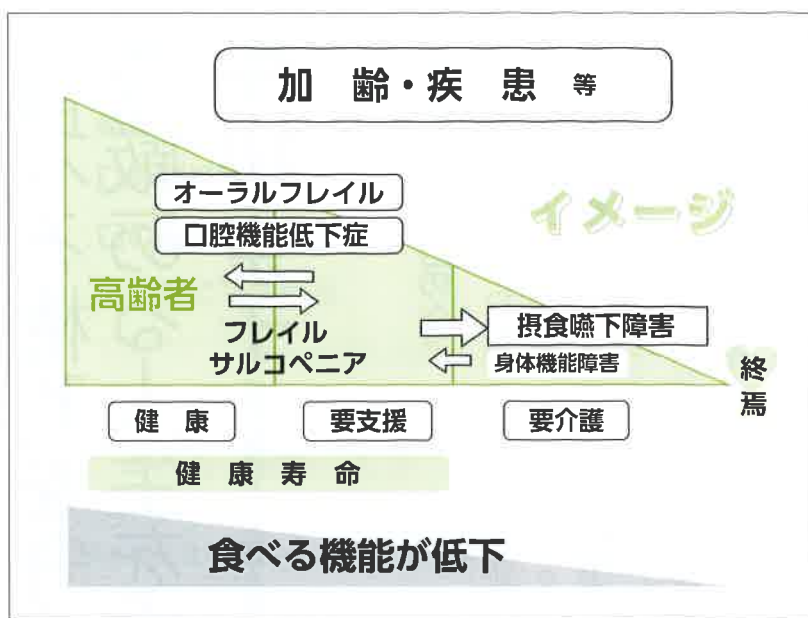 加齢・疾患 等
オーラルフレイル
口腔機能低下症
イメージ
高齢者
フレイル
サルコペニア
摂食嚥下障害
身体機能障害
終焉
健康
要支援
要介護
健康寿命
食べる機能が低下